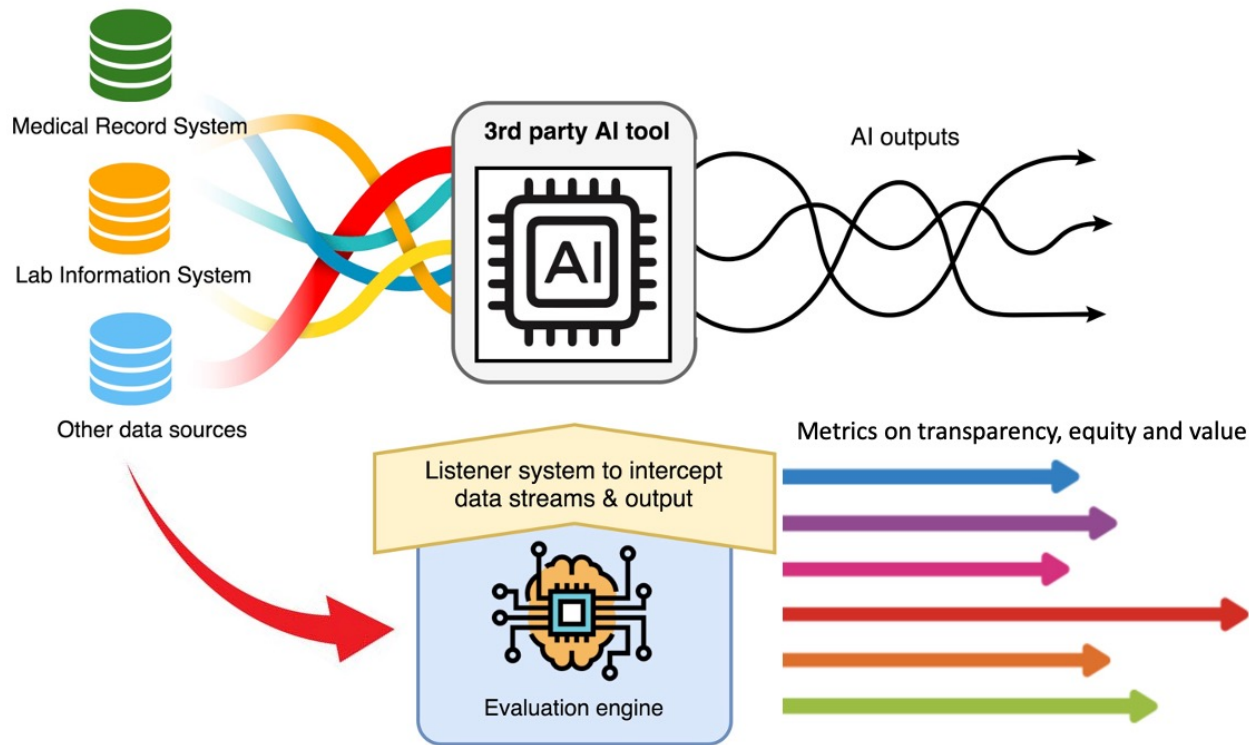 Medical Record System
Lab Information System
Other data sources
3rd party AI tool
AI
AI outputs
Listener system to intercept
data streams & output
Evaluation engine
Metrics on transparency, equity and value